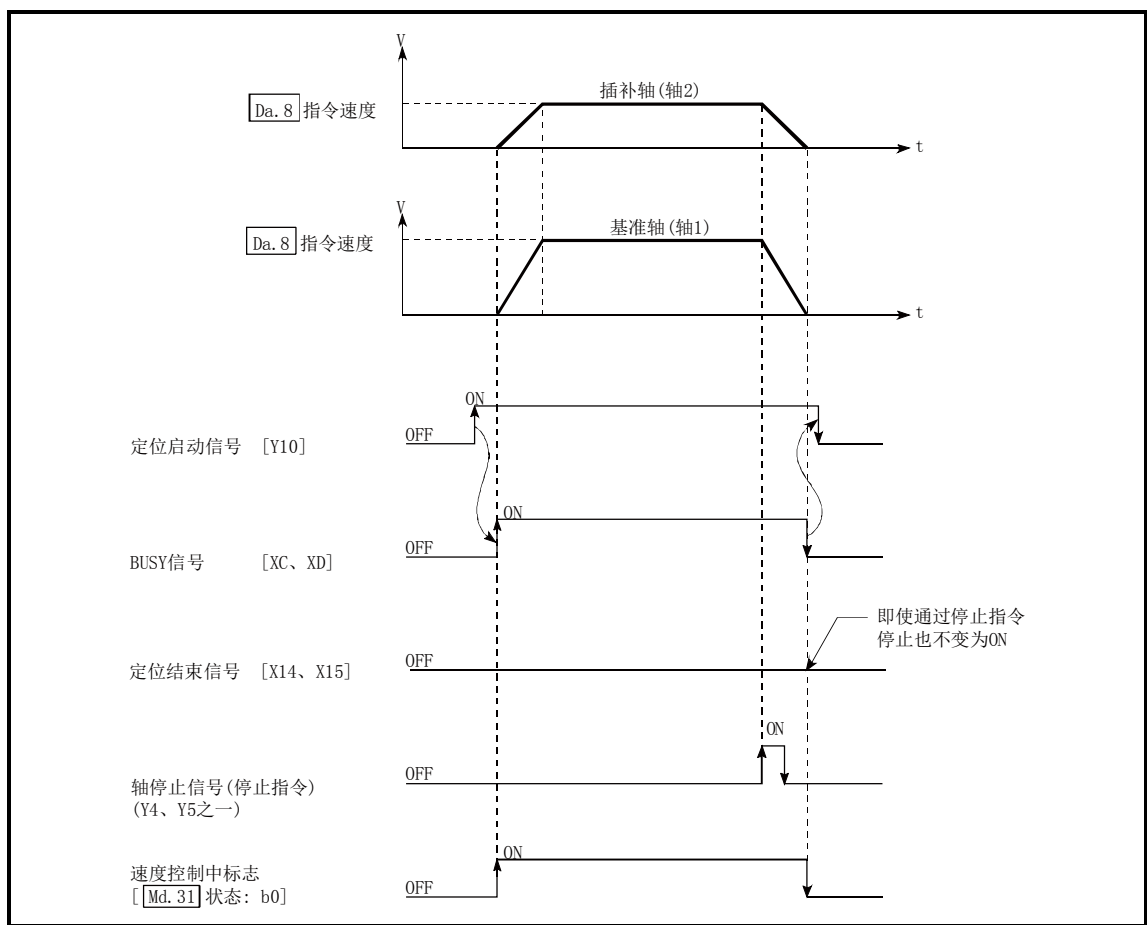 V
插补轴(轴2)
Da.8 指令速度
t
V
基准轴(轴1)
Da.8 指令速度
t
ON
定位启动信号 [Y10]
OFF
ON
BUSY信号 [XC、XD]
OFF
即使通过停止指令
停止也不变为ON
定位结束信号 [X14、X15]
OFF
ON
轴停止信号(停止指令)
(Y4、Y5之一)
OFF
ON
速度控制中标志
[Md.31 状态: b0]
OFF